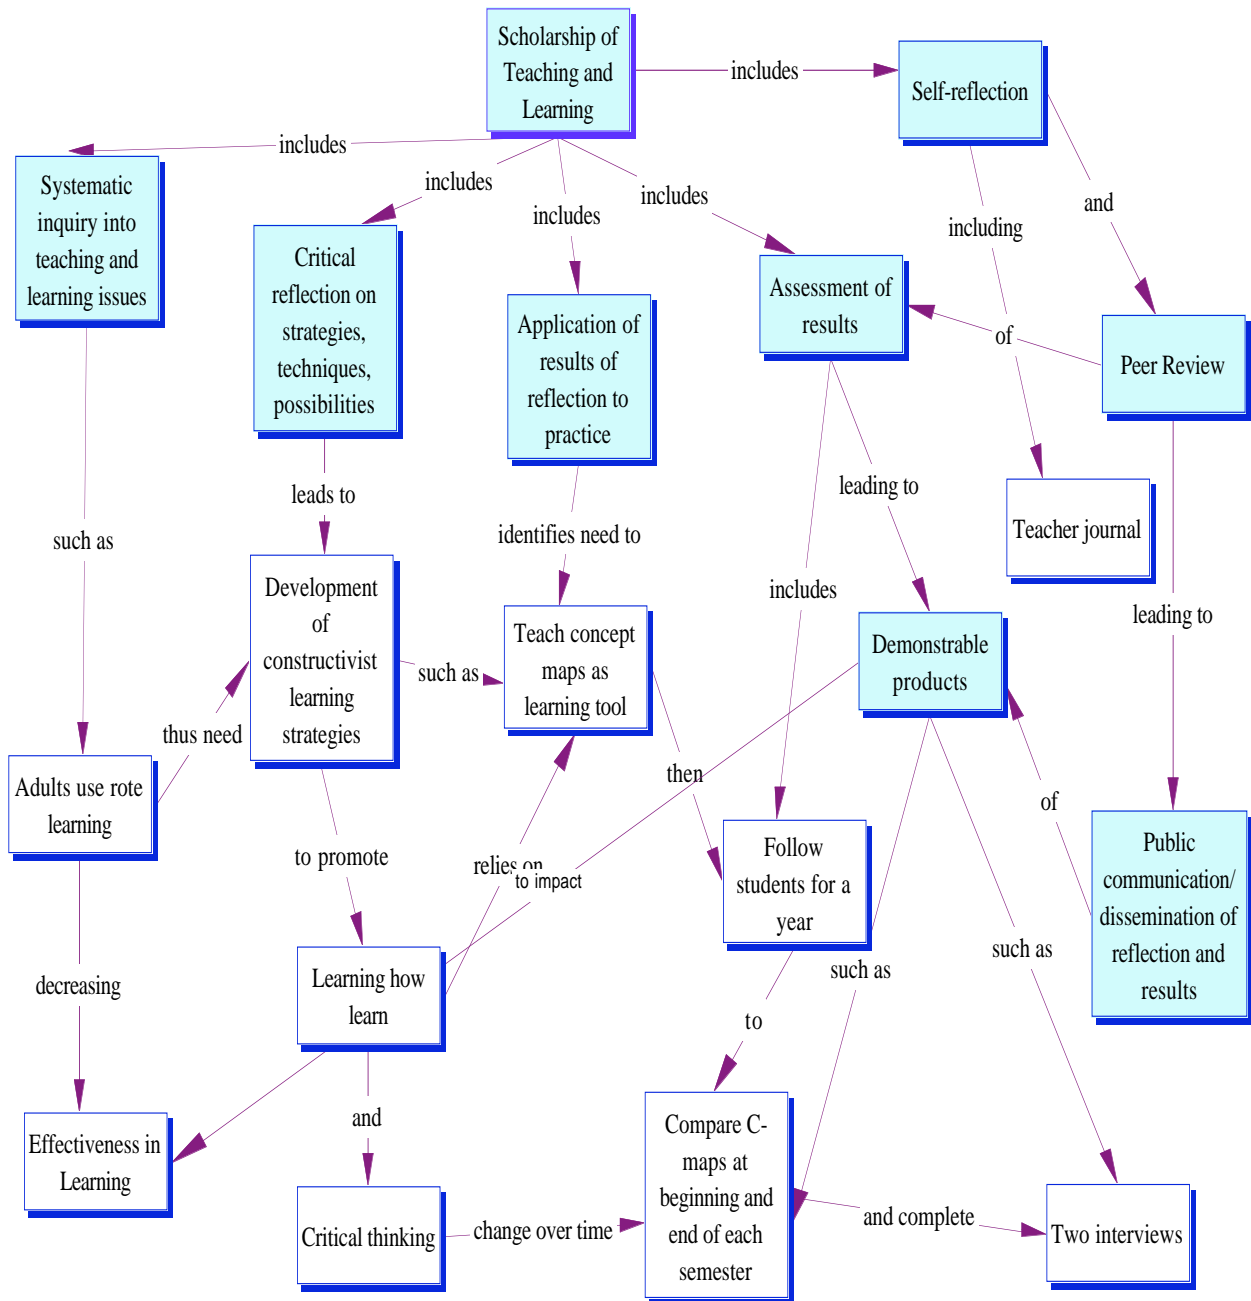 Scholarship of
Teaching and
Learning
includes
Self-reflection
includes
Systematic
inquiry into
teaching and
learning issues
includes
Critical
reflection on
strategies,
techniques,
possibilities
includes
Application of
results of
reflection to
practice
includes
Assessment of
results
including
and
of
Peer Review
such as
leads to
identifies need to
leading to
includes
Teacher journal
leading to
Development
of
constructivist
learning
strategies
such as
Teach concept
maps as
learning tool
Demonstrable
products
thus need
Adults use rote
learning
then
of
to promote
relies on
to impact
Follow
students for a
year
Public
communication/
dissemination of
reflection and
results
decreasing
Learning how
learn
such as
such as
to
and
Effectiveness in
Learning
Compare C-
maps at
beginning and
end of each
semester
Critical thinking
change over time
and complete
Two interviews